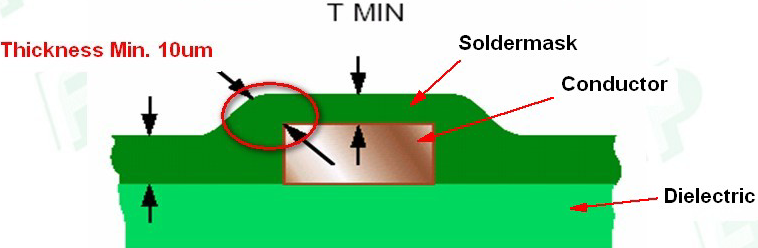 T MIN
Thickness Min. 10um
Soldermask
Conductor
Dielectric